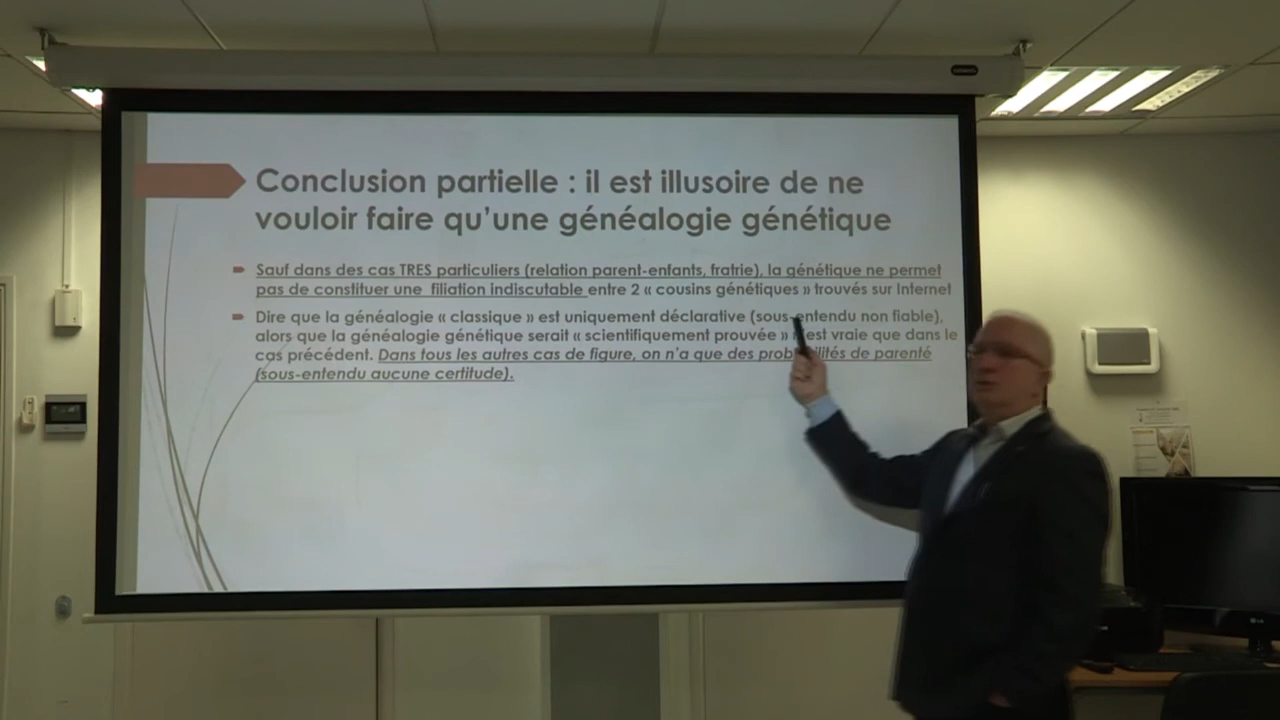 Conclusion partielle : il est illusoire de ne
vouloir faire qu'une généalogie génétique
Sauf dans des cas TRES particuliers (relation parent-enfants, fratrie), la génétique ne permet
pas de constituer une filiation indiscutable entre 2 « cousins génétiques » trouvés sur Internet
Dire que la généalogie « classique » est uniquement déclarative (sous-entendu non fiable),
alors que la généalogie génétique serait « scientifiquement prouvée » est vraie que dans le
cas précédent. Dans tous les autres cas de figure, on n'a que des probabilités de parenté
(sous-entendu aucune certitude).
LG